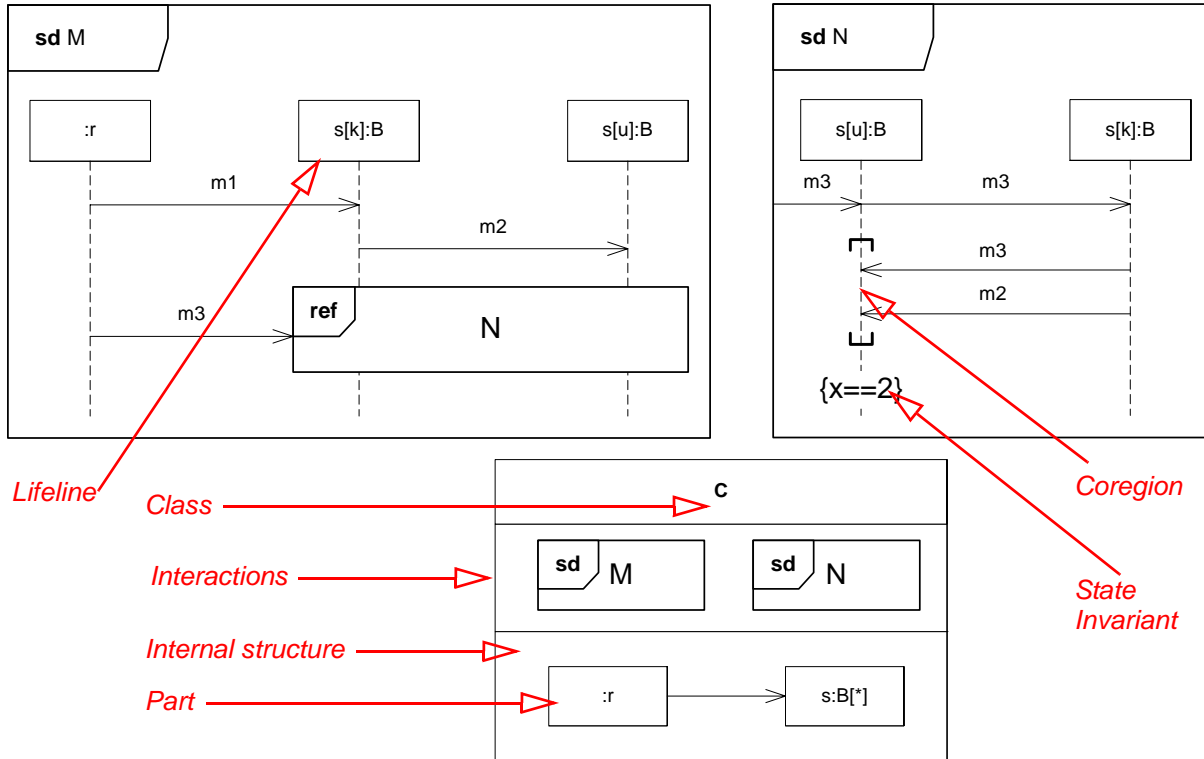 sd M
:r
s[k]:B
s[u]:B
m1
m2
m3
ref
N
sd N
s[u]:B
s[k]:B
m3
m3
m3
m2
{x==2}
Lifeline
Class
C
Coregion
Interactions
sd
M
sd
N
State
Invariant
Internal structure
Part
:r
s:B[*]